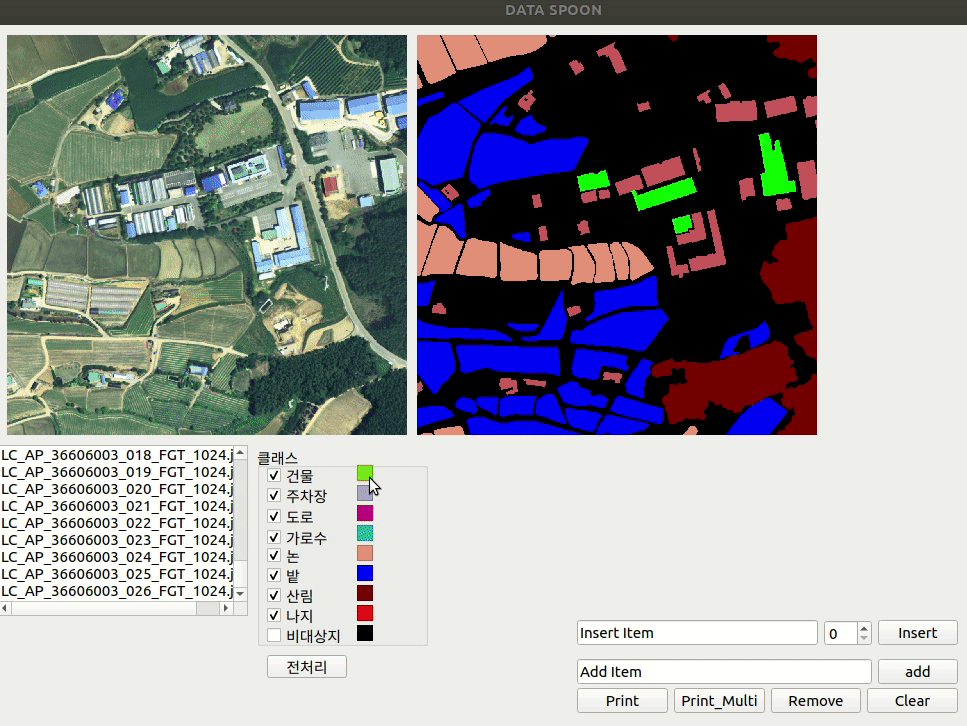 DATA SPOON
LC_AP_36606003_018_FGT_1024.j
LC_AP_36606003_019_FGT_1024.j
LC_AP_36606003_020_FGT_1024.j
LC_AP_36606003_021_FGT_1024.j
LC_AP_36606003_022_FGT_1024.j
LC_AP_36606003_023_FGT_1024.j
LC_AP_36606003_024_FGT_1024.j
LC_AP_36606003_025_FGT_1024.j
LC_AP_36606003_026_FGT_1024.j
클래스
건물
주차장
도로
가로수
논
밭
산림
나지
비대상지
전처리
Insert Item
0
Insert
Add Item
add
Print
Print_Multi
Remove
Clear